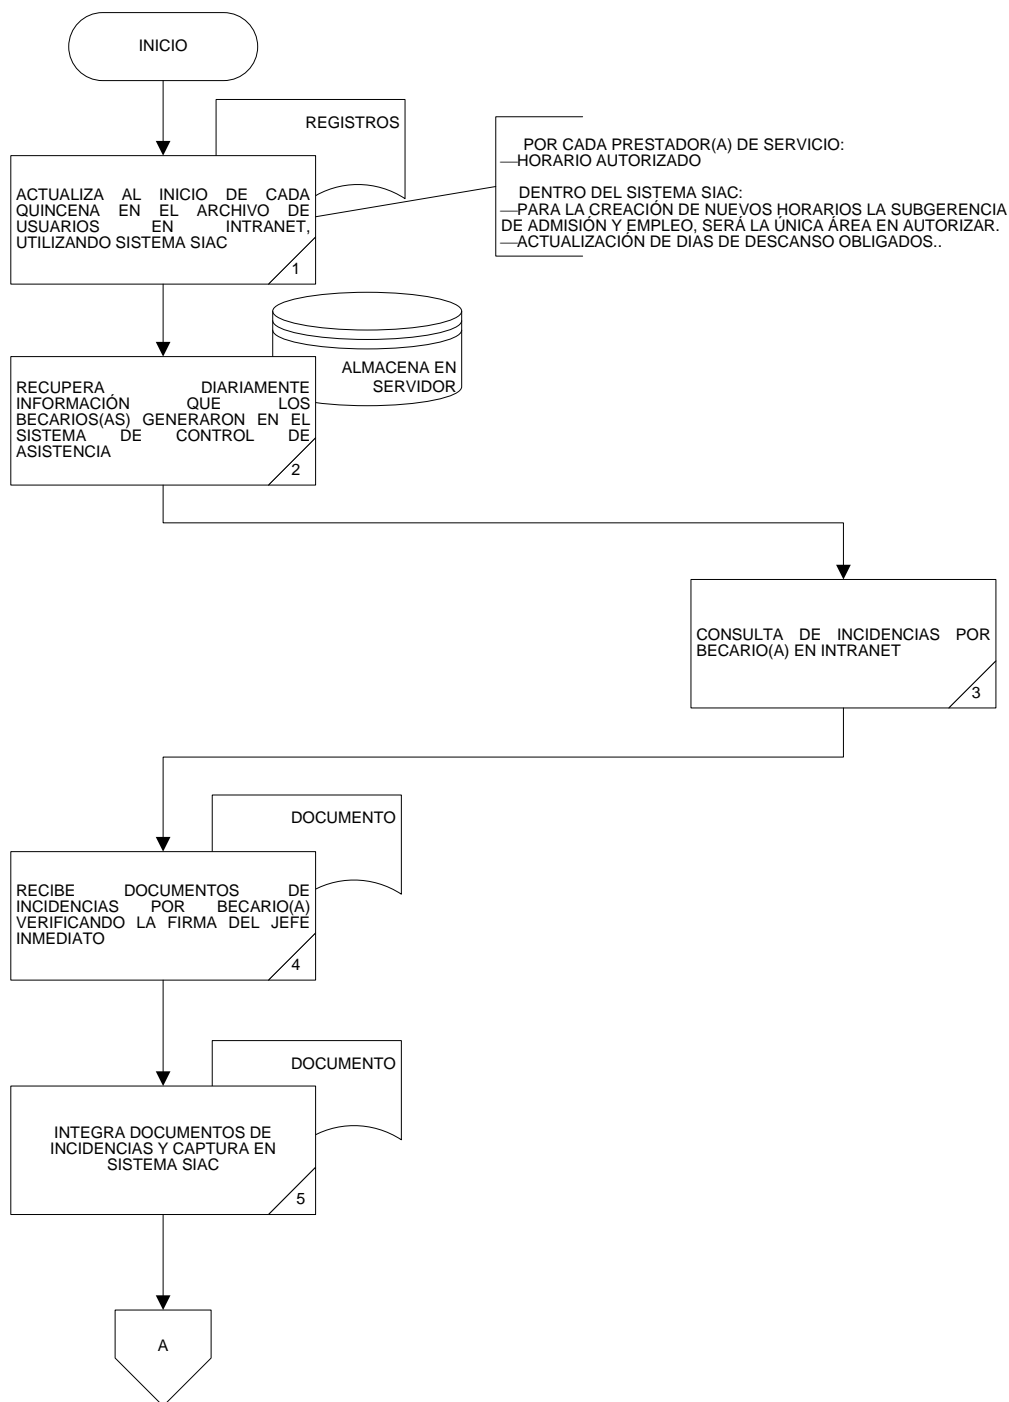 INICIO
REGISTROS
ACTUALIZA AL INICIO DE CADA
QUINCENA EN EL ARCHIVO DE
USUARIOS EN INTRANET,
UTILIZANDO SISTEMA SIAC
1
POR CADA PRESTADOR(A) DE SERVICIO:
—HORARIO AUTORIZADO
DENTRO DEL SISTEMA SIAC:
—PARA LA CREACIÓN DE NUEVOS HORARIOS LA SUBGERENCIA
DE ADMISIÓN Y EMPLEO, SERÁ LA ÚNICA ÁREA EN AUTORIZAR.
—ACTUALIZACIÓN DE DIAS DE DESCANSO OBLIGADOS..
ALMACENA EN
SERVIDOR
RECUPERA DIARIAMENTE
INFORMACIÓN QUE LOS
BECARIOS(AS) GENERARON EN EL
SISTEMA DE CONTROL DE
ASISTENCIA
2
CONSULTA DE INCIDENCIAS POR
BECARIO(A) EN INTRANET
3
DOCUMENTO
RECIBE DOCUMENTOS DE
INCIDENCIAS POR BECARIO(A)
VERIFICANDO LA FIRMA DEL JEFE
INMEDIATO
4
DOCUMENTO
INTEGRA DOCUMENTOS DE
INCIDENCIAS Y CAPTURA EN
SISTEMA SIAC
5
A